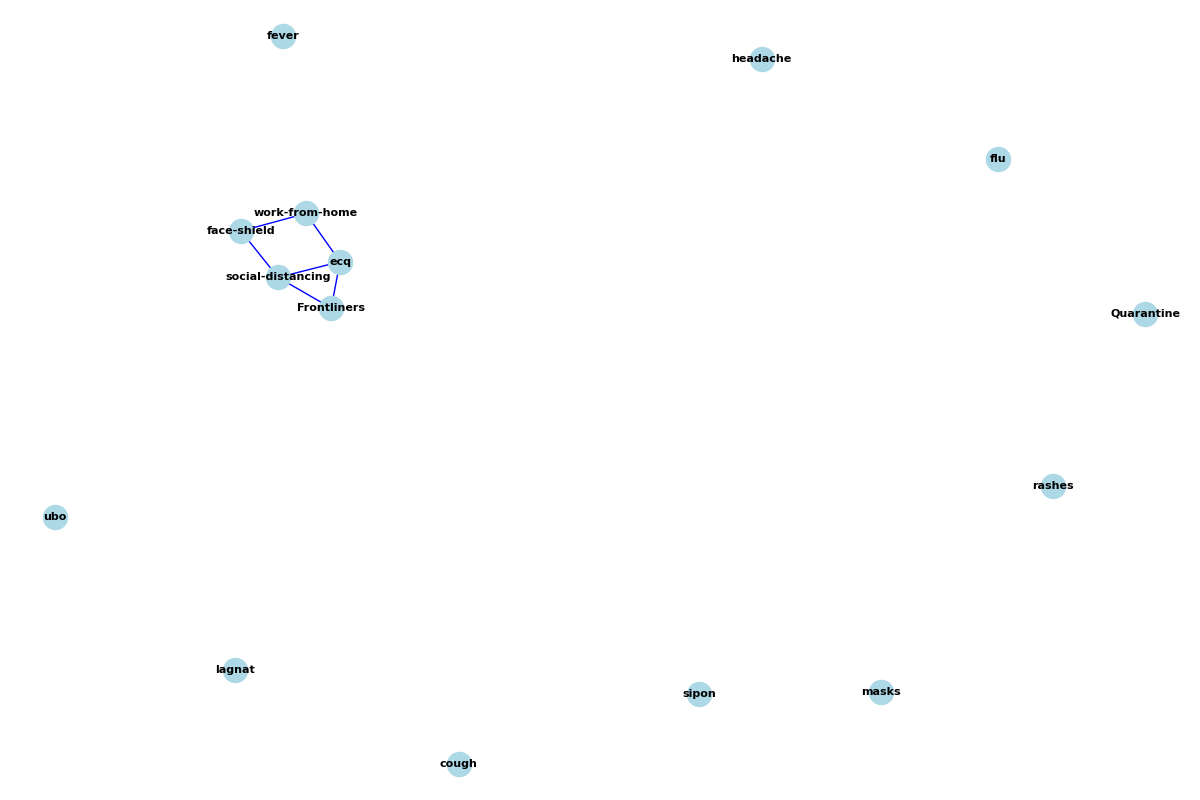 fever
headache
flu
work-from-home
face-shield
ecq
social-distancing
Frontliners
Quarantine
rashes
ubo
lagnat
masks
sipon
cough